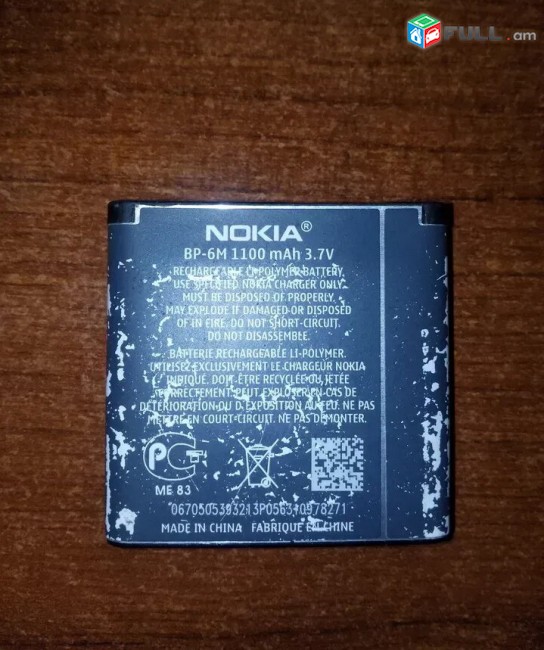 FULL.am
NOKIA®
BP-6M 1100 mAh 3.7V
RECHARGEABLE LI-POLYMER BATTERY.
USE SPECIFIED NOKIA CHARGER ONLY.
MUST BE DISPOSED OF PROPERLY.
MAY EXPLODE IF DAMAGED OR DISPOSED
OF IN FIRE. DO NOT SHORT-CIRCUIT.
DO NOT DISASSEMBLE.
BATTERIE RECHARGEABLE LI-POLYMER.
UTILISEZ EXCLUSIVEMENT LE CHARGEUR NOKIA
INDIQUÉ. DOIT ÊTRE RECYCLÉE OU JETÉE
CORRECTEMENT. PEUT EXPLOSER EN CAS DE
DÉTÉRIORATION OU D'EXPOSITION AU FEU. NE PAS
METTRE EN COURT-CIRCUIT. NE PAS DÉMONTER.
ME 83
0670505393213P056310978271
MADE IN CHINA FABRIQUÉ EN CHINE